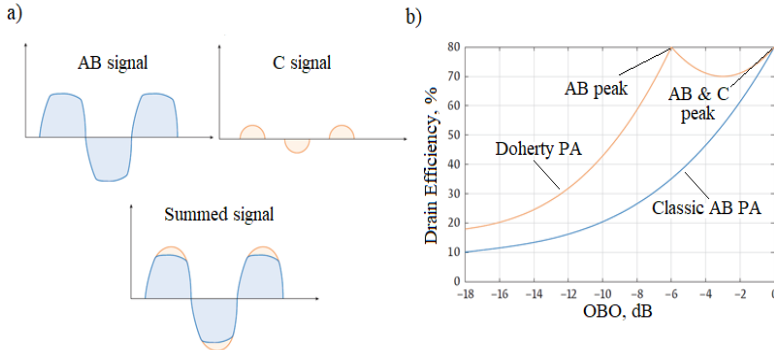 a)
AB signal
C signal
Summed signal
b)
Drain Efficiency, %
80
70
60
50
40
30
20
10
0
AB peak
AB & C
peak
Doherty PA
Classic AB PA
−18
−16
−14
−12
−10
−8
−6
−4
−2
0
OBO, dB